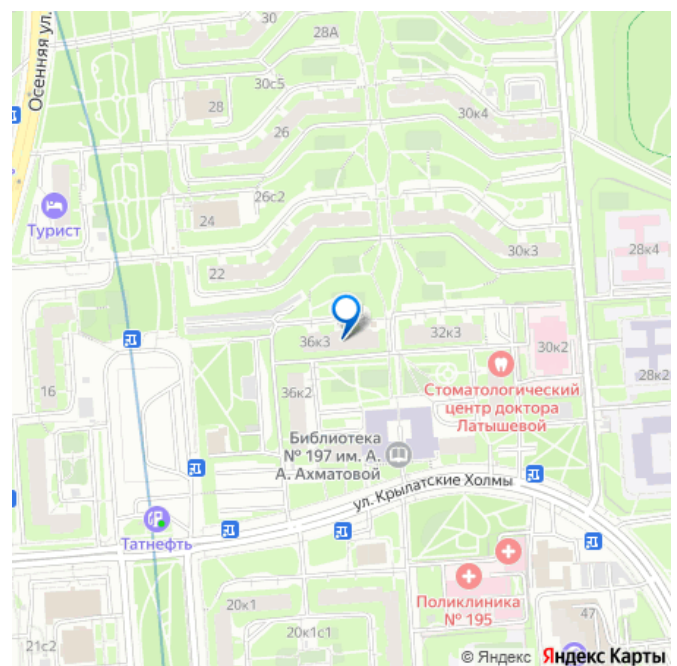 30
28А
Осенняя ул.
30с5
28
30к4
26
26с2
Турист
24
30к3
28к4
22
36к3
32к3
30к2
28к2
16
36к2
Стоматологический
центр доктора
Латышевой
Библиотека
№ 197 им. А.
А. Ахматовой
ул. Крылатские Холмы
Татнефть
Поликлиника
№ 195
20к1
47
20к1с1
21с2
© Яндекс Яндекс Карты